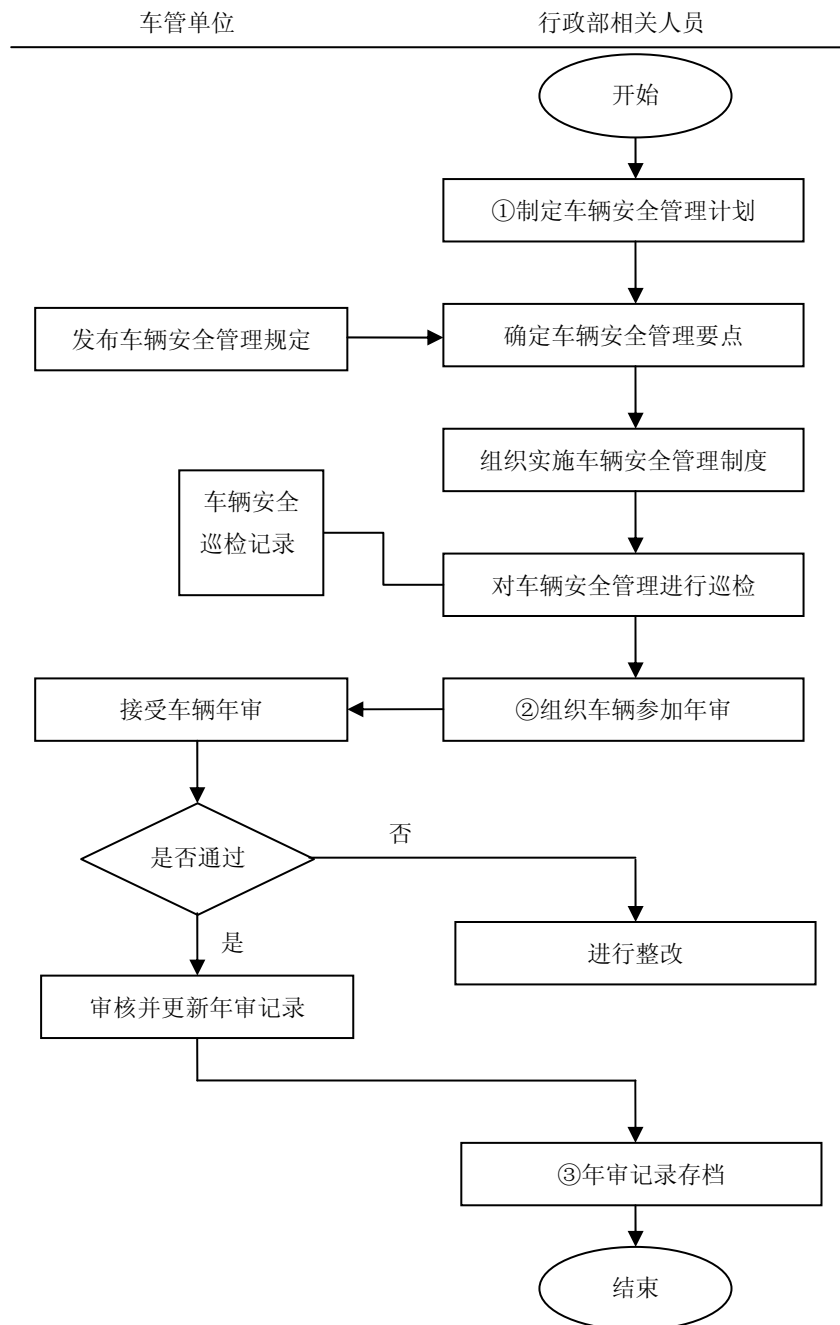 车管单位
行政部相关人员
开始
①制定车辆安全管理计划
发布车辆安全管理规定
确定车辆安全管理要点
组织实施车辆安全管理制度
车辆安全
巡检记录
对车辆安全管理进行巡检
接受车辆年审
②组织车辆参加年审
是否通过
否
进行整改
是
审核并更新年审记录
③年审记录存档
结束